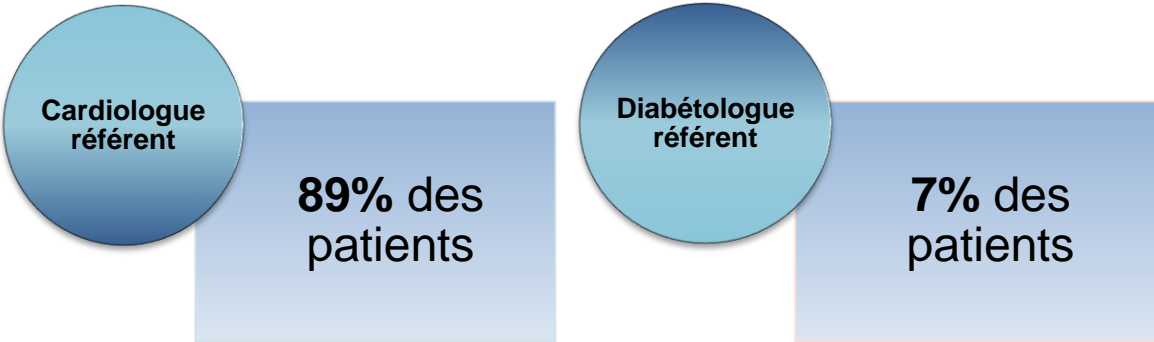 Cardiologue
référent
89% des
patients
Diabétologue
référent
7% des
patients